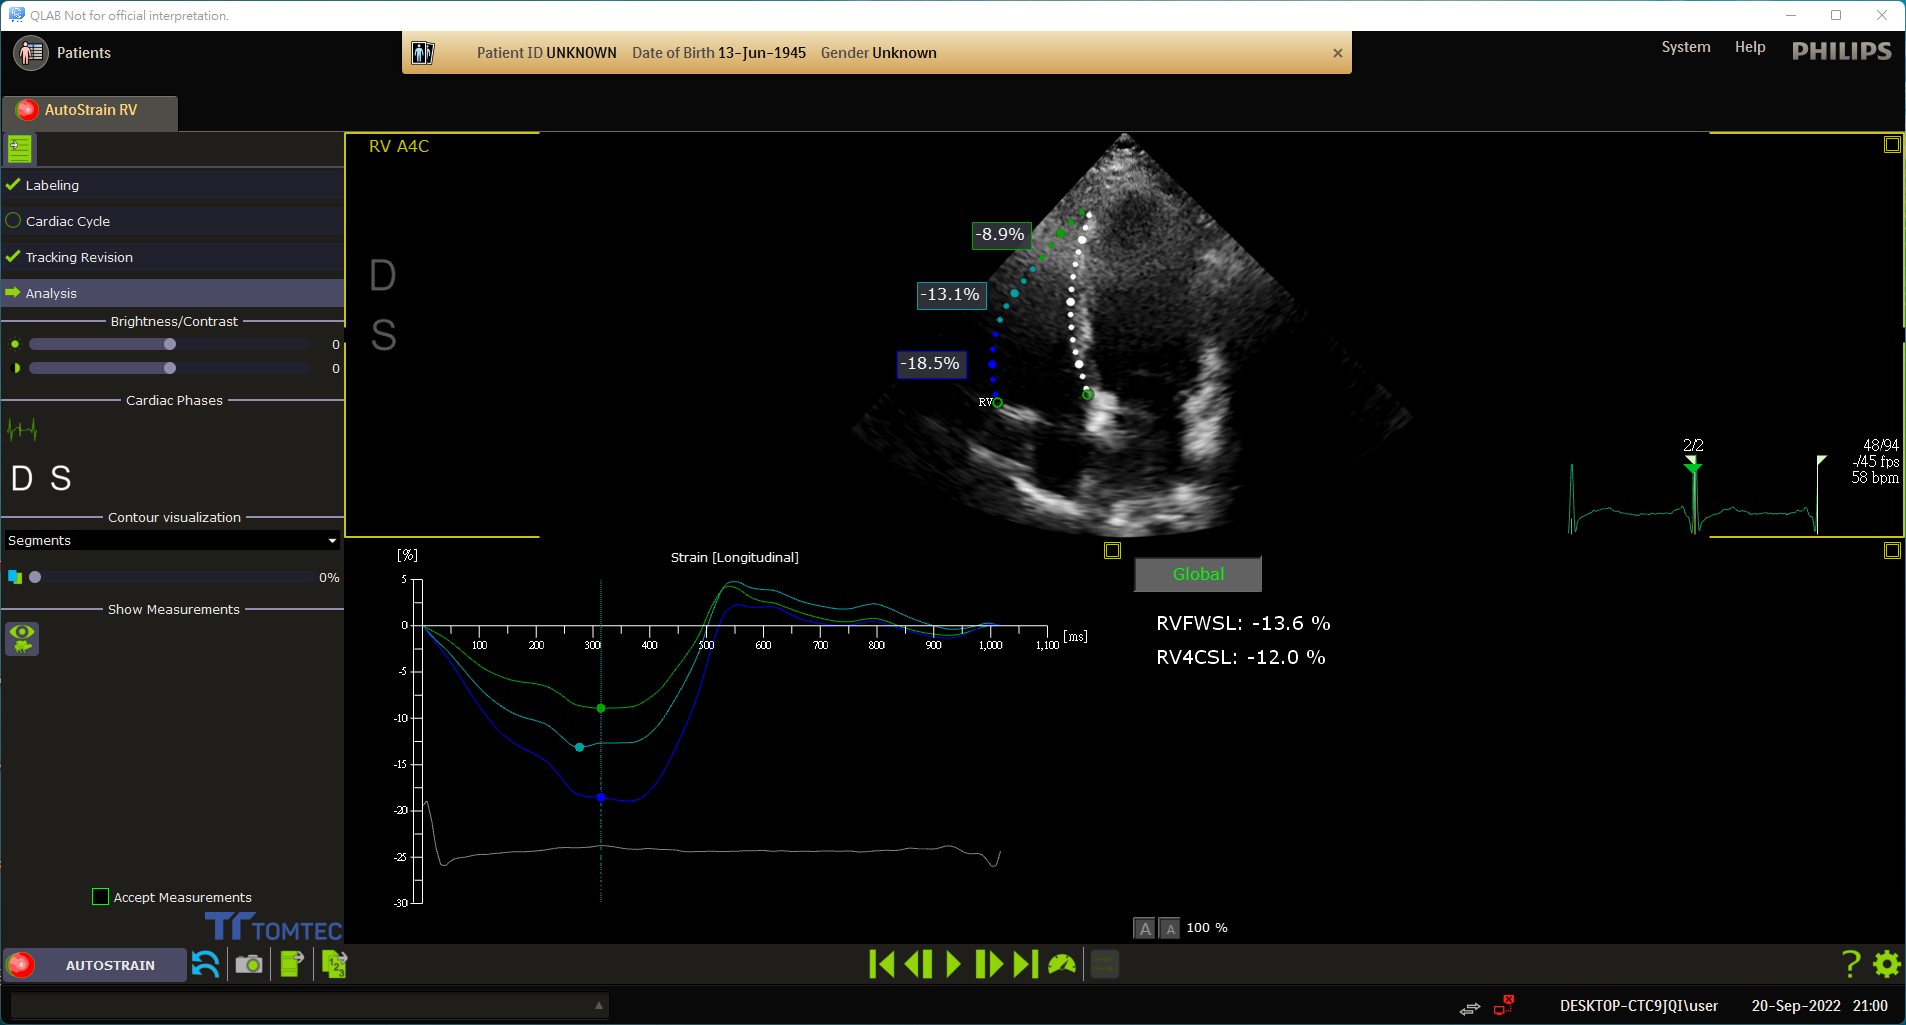 QLAB Not for official interpretation.
Patients
Patient ID UNKNOWN Date of Birth 13-Jun-1945 Gender Unknown
System Help PHILIPS
AutoStrain RV
Labeling
Cardiac Cycle
Tracking Revision
Analysis
Brightness/Contrast
0
0
Cardiac Phases
D S
Contour visualization
Segments
0%
Show Measurements
Accept Measurements
TOMTEC
RV A4C
D
S
-8.9%
-13.1%
-18.5%
RV
2/2
48/94
-/45 fps
58 bpm
[%]
Strain [Longitudinal]
5
0
-5
-10
-15
-20
-25
-30
100 200 300 400 500 600 700 800 900 1,000 1,100 [ms]
Global
RVFWSL: -13.6 %
RV4CSL: -12.0 %
A A 100 %
AUTOSTRAIN
1 2 3
?
DESKTOP-CTC9JQI\user 20-Sep-2022 21:00